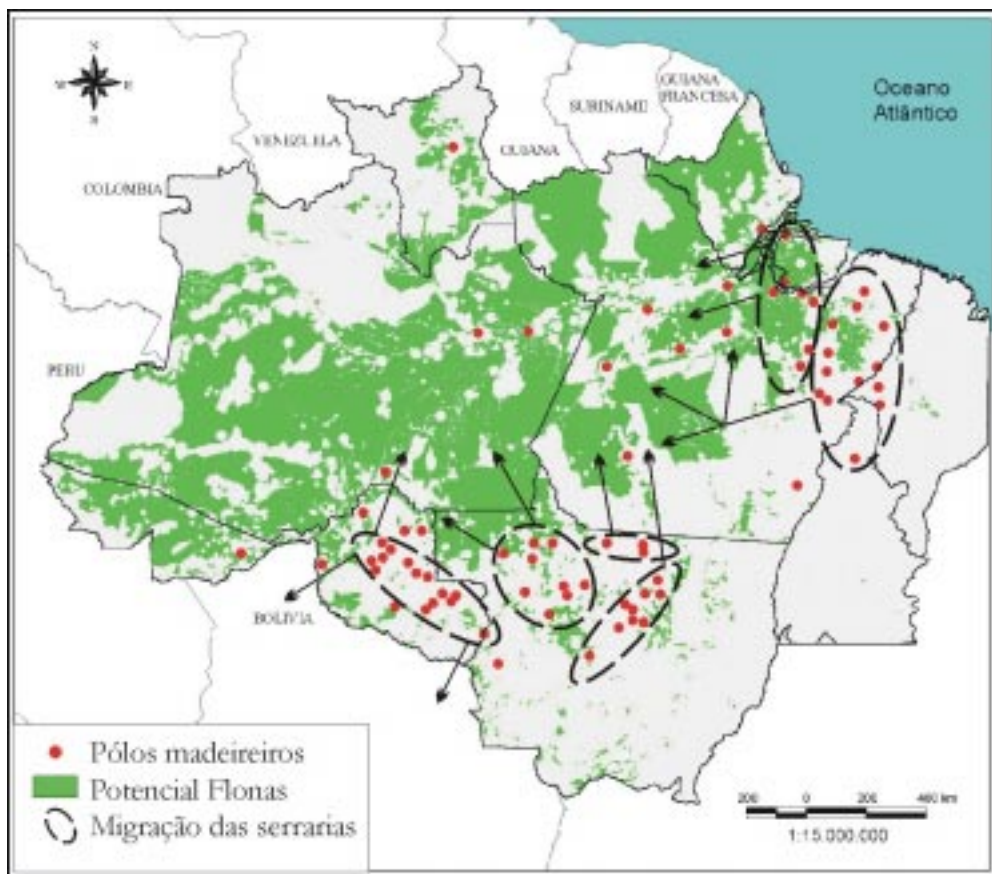 N
W E
S
VENEZUELA
COLOMBIA
GUIANA
SURINAME
GUIANA
FRANCESA
Oceano
Atlântico
PERU
BOLIVIA
Pólos madeireiros
Potencial Flonas
Migração das serrarias
200 0 200 400 km
1:15.000.000